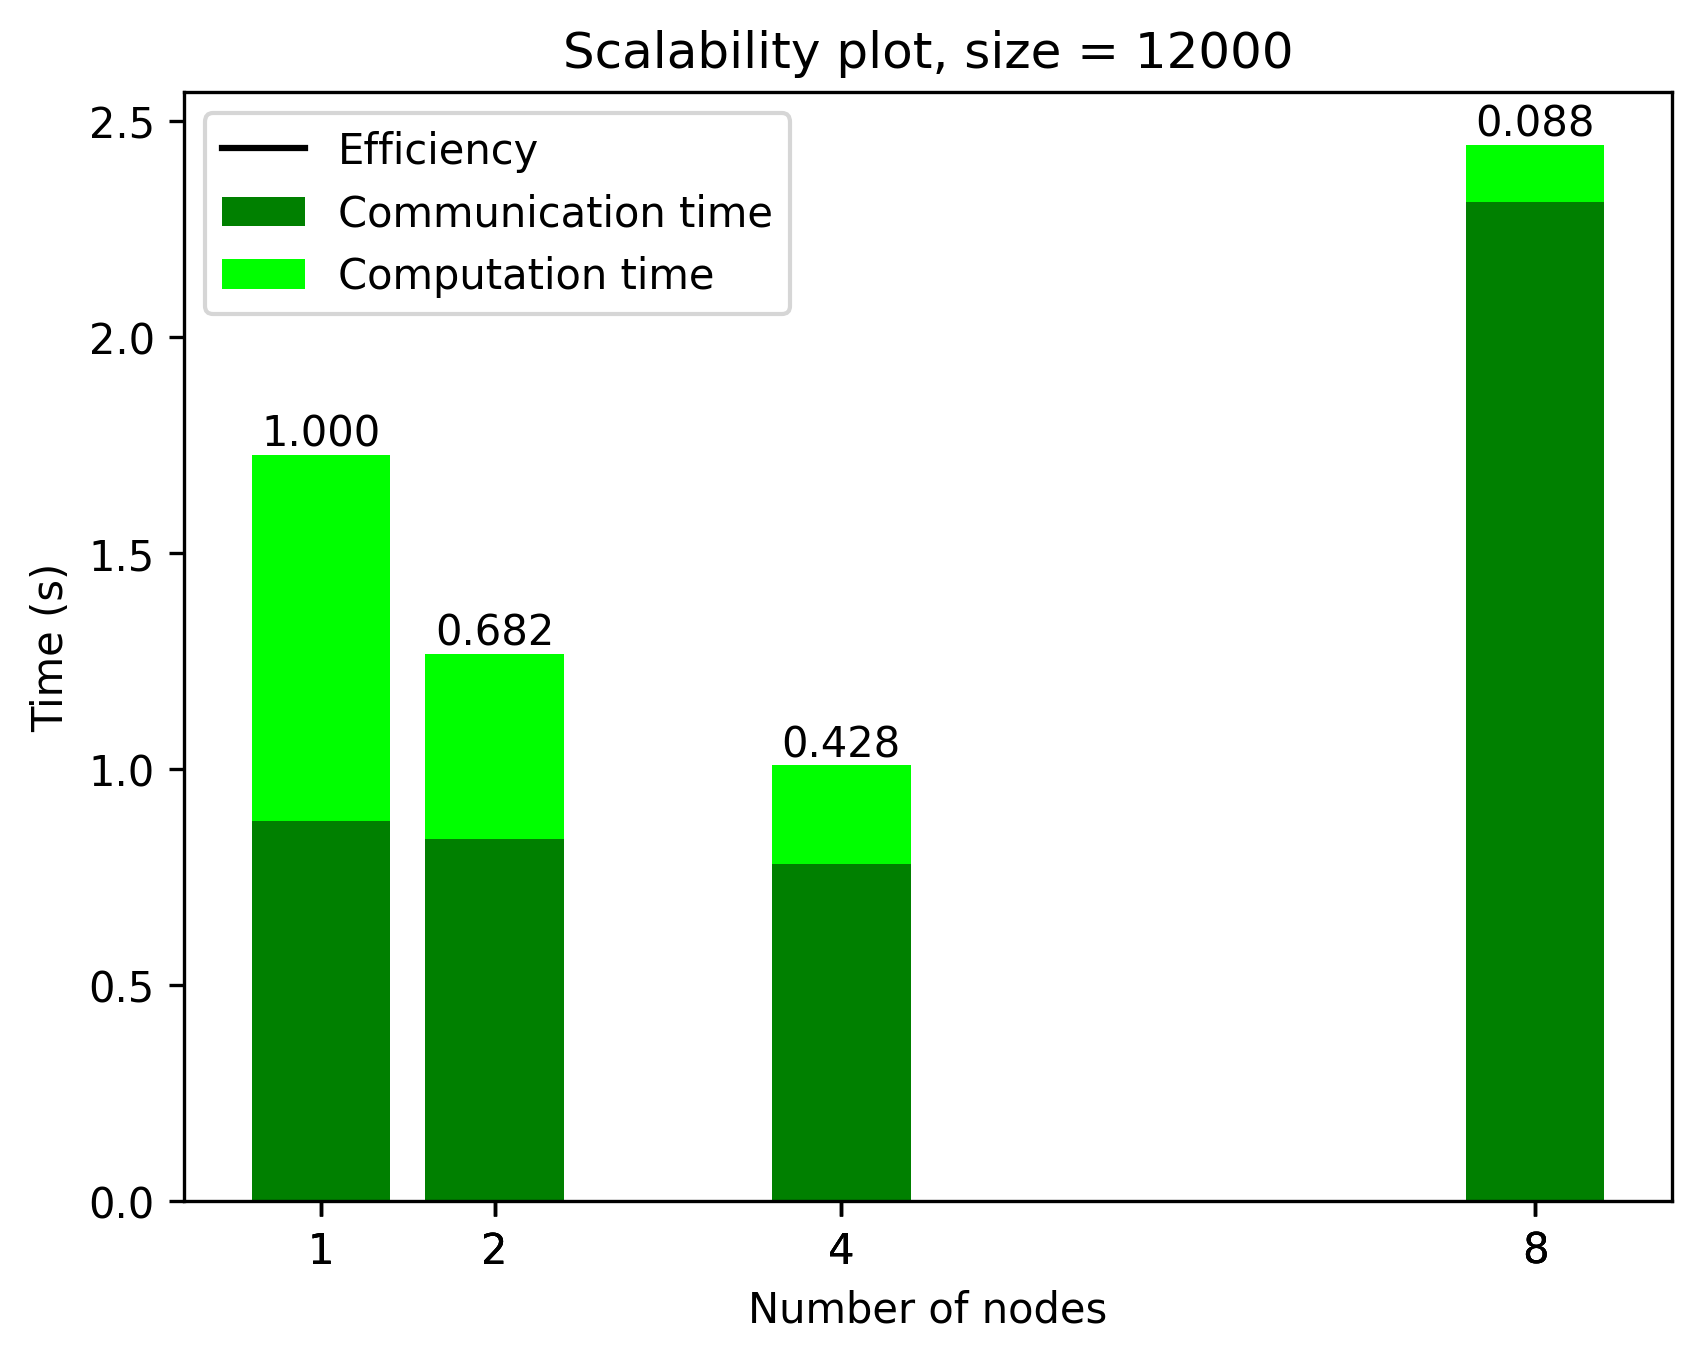 Scalability plot, size = 12000
Efficiency
Communication time
Computation time
2.5
2.0
1.5
1.0
0.5
0.0
Time (s)
1.000
0.682
0.428
0.088
1 2 4 8
Number of nodes